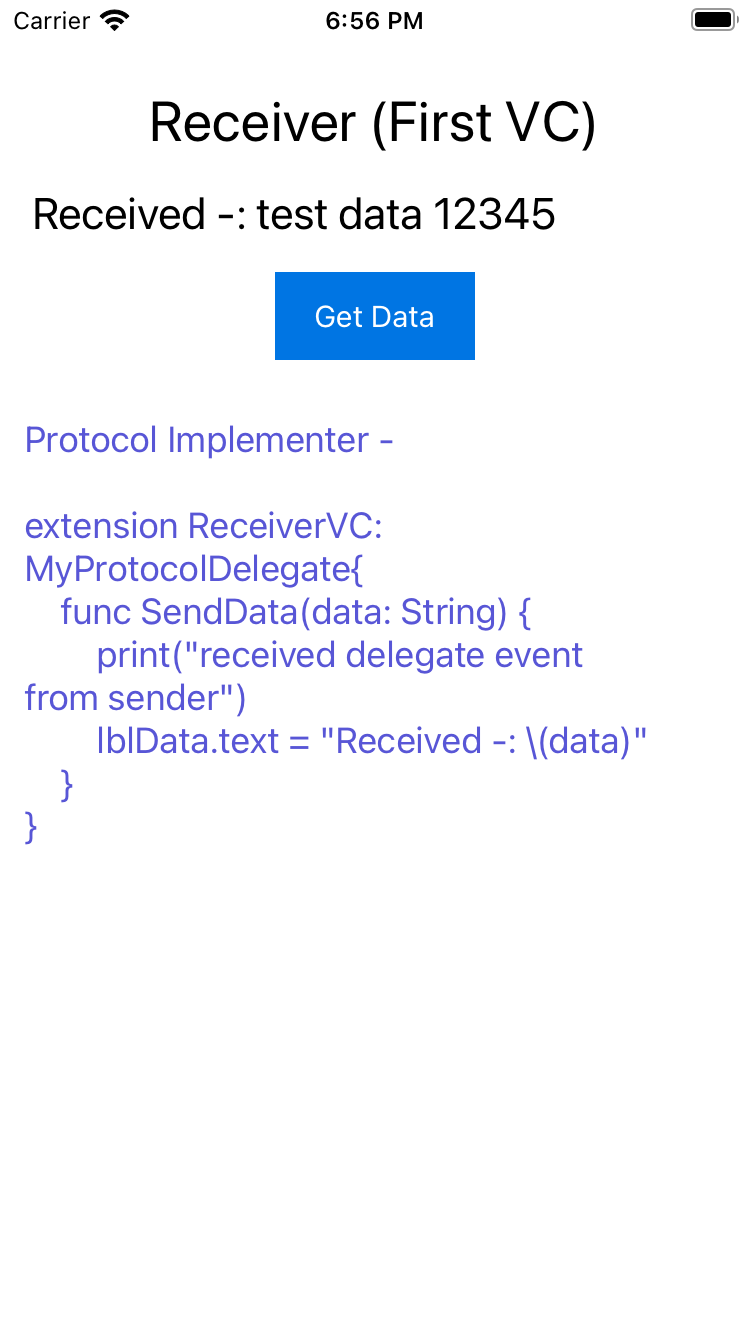 Carrier 6:56 PM
Receiver (First VC)
Received -: test data 12345
Get Data
Protocol Implementer -
extension ReceiverVC:
MyProtocolDelegate{
    func SendData(data: String) {
        print("received delegate event
from sender")
        lblData.text = "Received -: \(data)"
    }
}